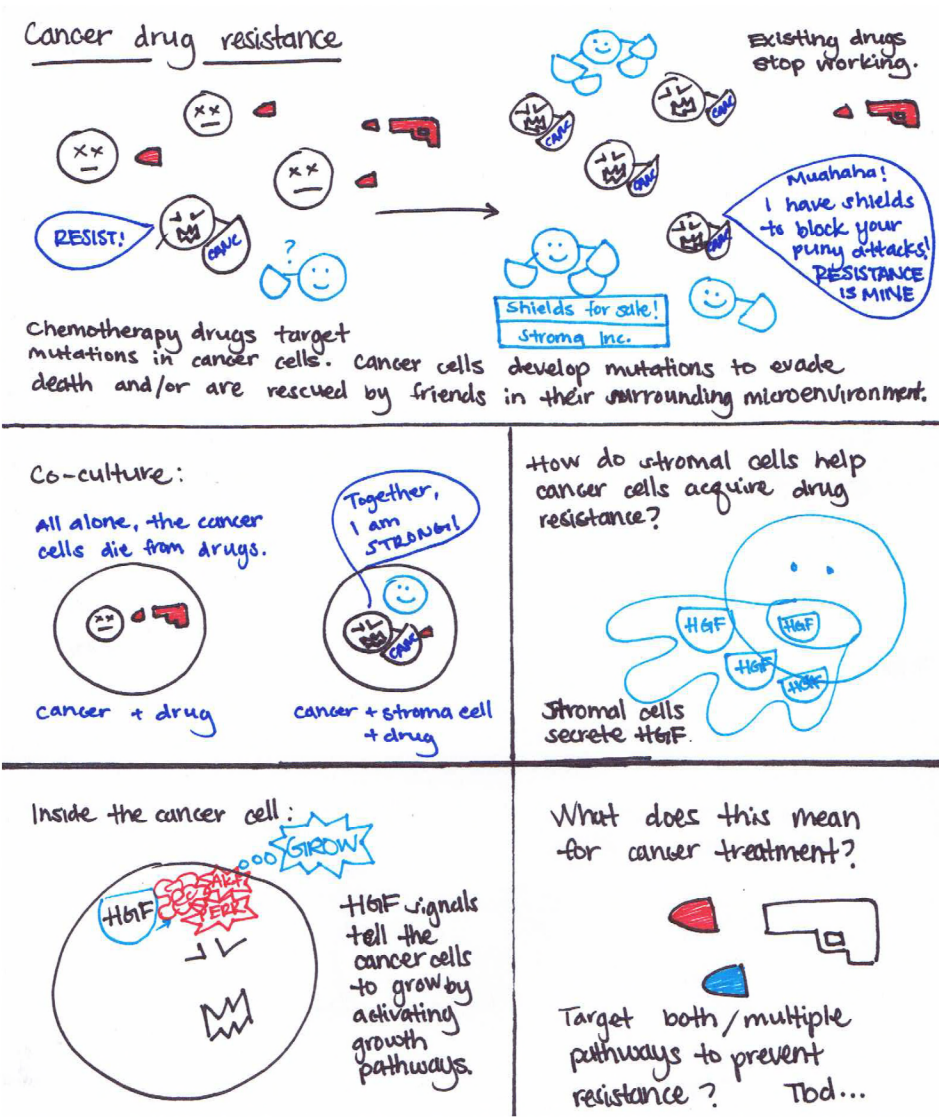 Cancer drug resistance
Existing drugs
stop working.
CANC
CANC
CANC
RESIST!
CANC
?
CANC
Muahaha!
I have shields
to block your
puny attacks!
RESISTANCE
IS MINE
Shields for sale!
Stroma Inc.
Chemotherapy drugs target
mutations in cancer cells. Cancer cells develop mutations to evade
death and/or are rescued by friends in their surrounding microenvironment.
Co-culture:
All alone, the cancer
cells die from drugs.
Together,
I am
STRONG!
CANC
cancer + drug
cancer + stroma cell
+ drug
How do stromal cells help
cancer cells acquire drug
resistance?
HGF
HGF
HGF
HGF
Stromal cells
secrete HGF.
Inside the cancer cell:
GROW
AKT
ERK
HGF
HGF signals
tell the
cancer cells
to grow by
activating
growth
pathways.
What does this mean
for cancer treatment?
Target both/multiple
pathways to prevent
resistance? Tbd...